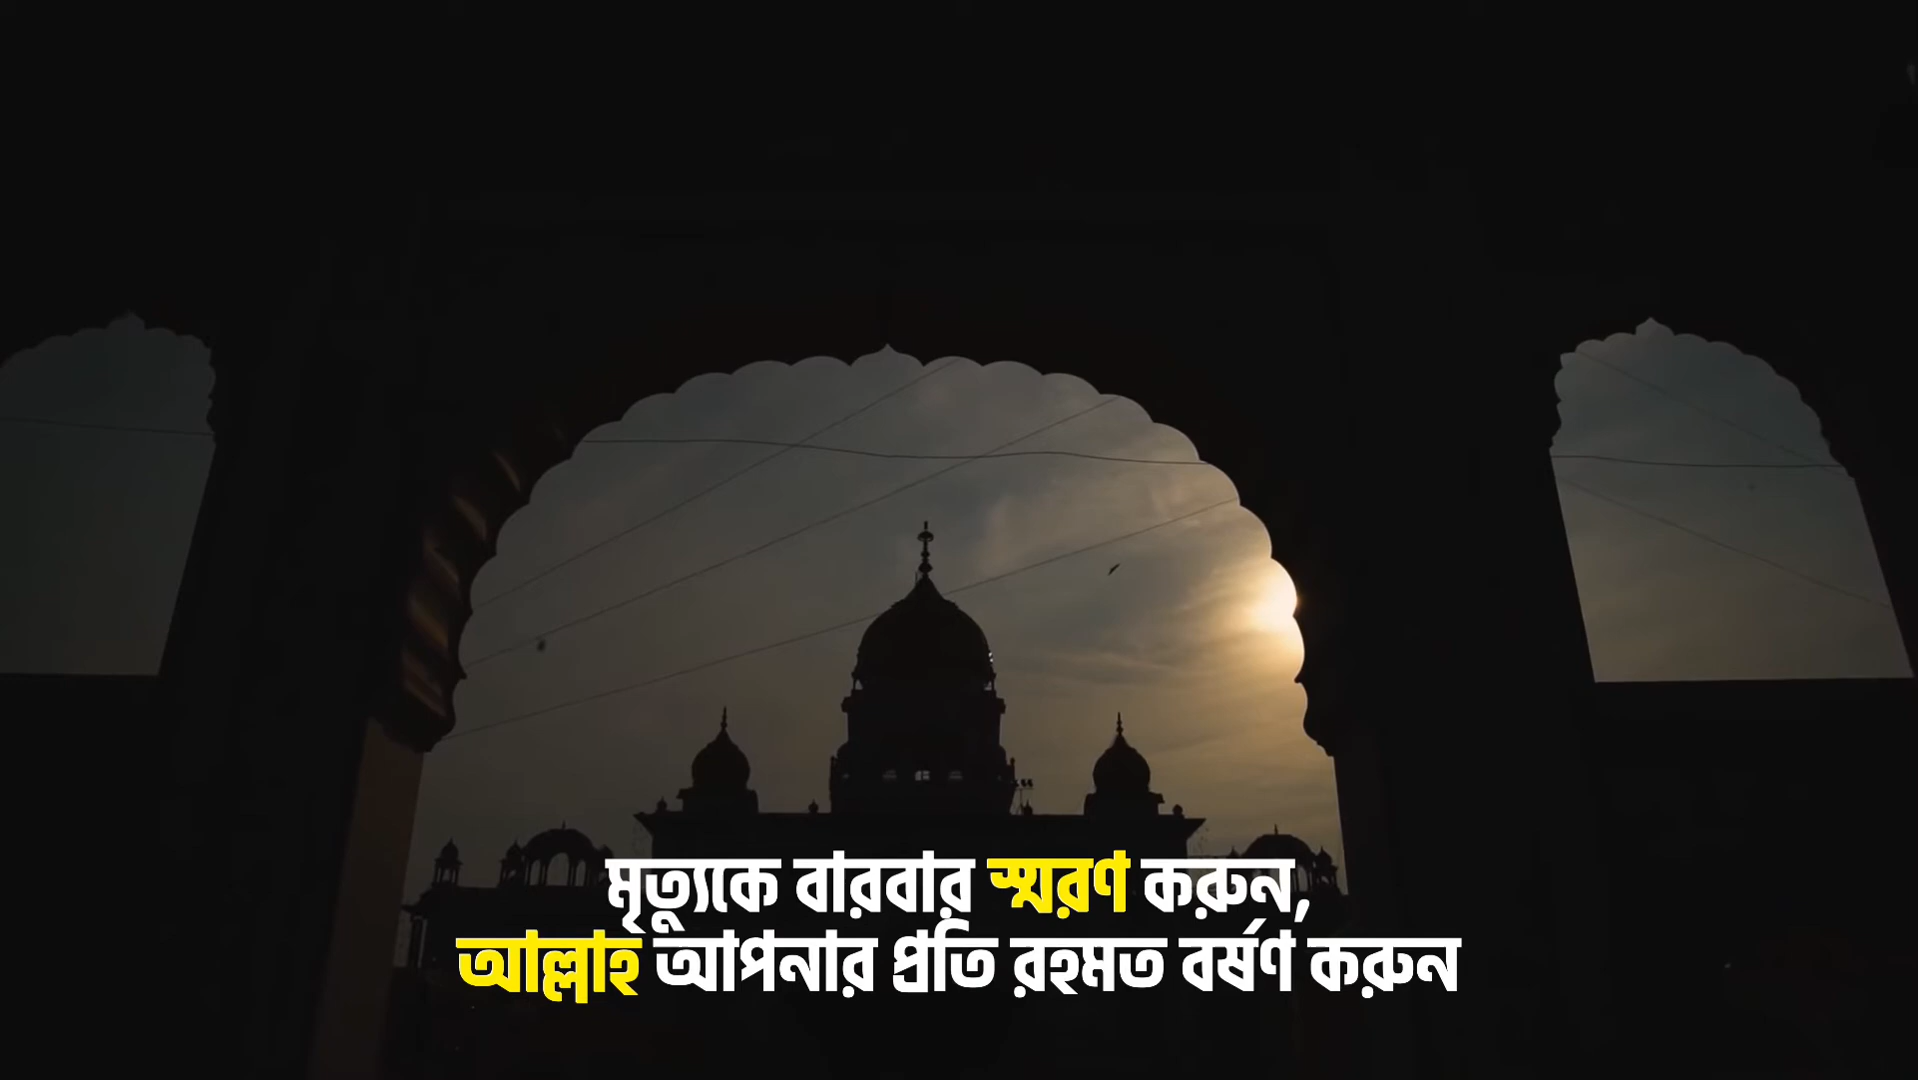 মৃত্যুকে বারবার স্মরণ করুন,
আল্লাহ আপনার প্রতি রহমত বর্ষণ করুন